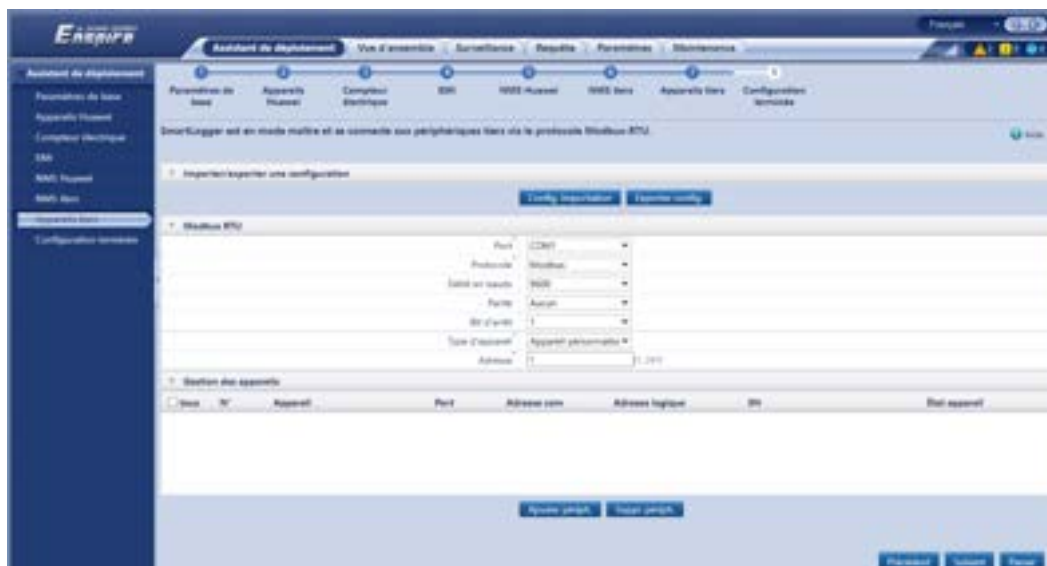 Enspire
Français
Assistant de déploiement
Vue d'ensemble
Surveillance
Requête
Paramètres
Maintenance
Assistant de déploiement
Paramètres de base
Appareils Huawei
Compteur électrique
EMI
NMS Huawei
NMS tiers
Appareils tiers
Configuration terminée
Paramètres de base
Appareils Huawei
Compteur électrique
EMI
NMS Huawei
NMS tiers
Appareils tiers
Configuration terminée
SmartLogger est en mode maître et se connecte aux périphériques tiers via le protocole Modbus RTU.
Importer/exporter une configuration
Config. importation
Exporter config.
Modbus RTU
Port
COM1
Protocole
Modbus
Débit en bauds
9600
Parité
Aucun
Bit d'arrêt
1
Type d'appareil
Appareil personnalisé
Adresse
1
Gestion des appareils
Tous
N°
Appareil
Port
Adresse com
Adresse logique
SN
État appareil
Ajouter périph.
Suppr périph.
Précédent
Suivant